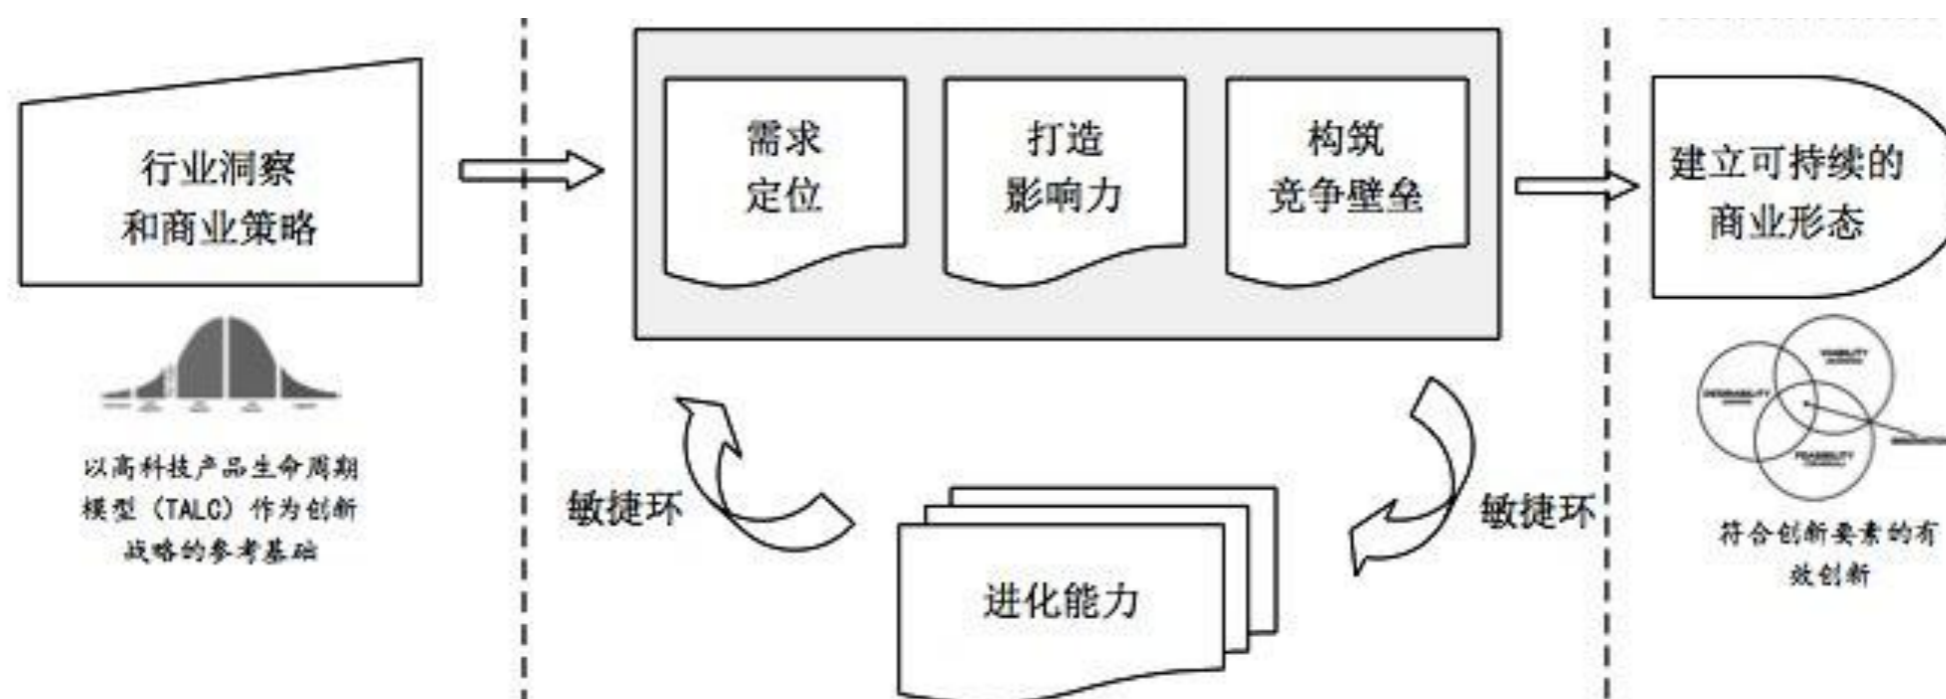 行业洞察
和商业策略
以高科技产品生命周期
模型（TALC）作为创新
战略的参考基础
需求
定位
打造
影响力
构筑
竞争壁垒
敏捷环
敏捷环
进化能力
建立可持续的
商业形态
VIABILITY
DESIRABILITY
FEASIBILITY
符合创新要素的有
效创新